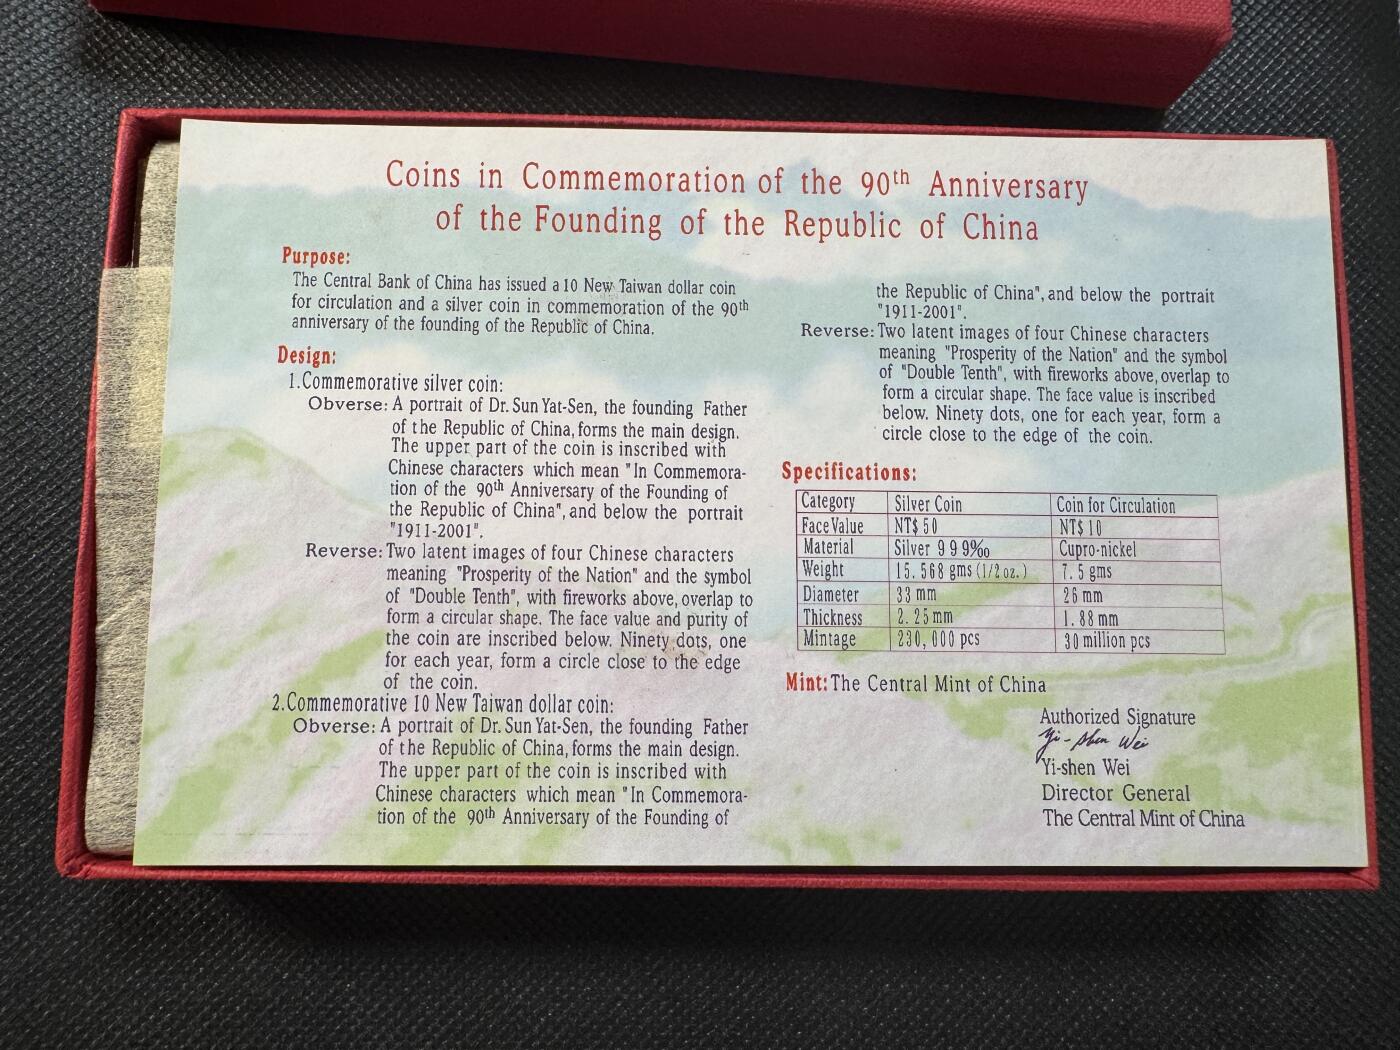 Coins in Commemoration of the 90th Anniversary
of the Founding of the Republic of China
Purpose:
The Central Bank of China has issued a 10 New Taiwan dollar coin
for circulation and a silver coin in commemoration of the 90th
anniversary of the founding of the Republic of China.
Design:
1.Commemorative silver coin:
Obverse: A portrait of Dr. Sun Yat-Sen, the founding Father
of the Republic of China, forms the main design.
The upper part of the coin is inscribed with
Chinese characters which mean "In Commemora-
tion of the 90th Anniversary of the Founding of
the Republic of China", and below the portrait
"1911-2001".
Reverse: Two latent images of four Chinese characters
meaning "Prosperity of the Nation" and the symbol
of "Double Tenth", with fireworks above, overlap to
form a circular shape. The face value and purity of
the coin are inscribed below. Ninety dots, one
for each year, form a circle close to the edge
of the coin.
2.Commemorative 10 New Taiwan dollar coin:
Obverse: A portrait of Dr. Sun Yat-Sen, the founding Father
of the Republic of China, forms the main design.
The upper part of the coin is inscribed with
Chinese characters which mean "In Commemora-
tion of the 90th Anniversary of the Founding of
the Republic of China", and below the portrait
"1911-2001".
Reverse: Two latent images of four Chinese characters
meaning "Prosperity of the Nation" and the symbol
of "Double Tenth", with fireworks above, overlap to
form a circular shape. The face value is inscribed
below. Ninety dots, one for each year, form a
circle close to the edge of the coin.
Specifications:
Category Silver Coin Coin for Circulation
Face Value NT$ 50 NT$ 10
Material Silver 999‰ Cupro-nickel
Weight 15.568 gms (1/2 oz.) 7.5 gms
Diameter 33 mm 26 mm
Thickness 2.25 mm 1.88 mm
Mintage 230,000 pcs 30 million pcs
Mint: The Central Mint of China
Authorized Signature
Yi-shen Wei
Yi-shen Wei
Director General
The Central Mint of China